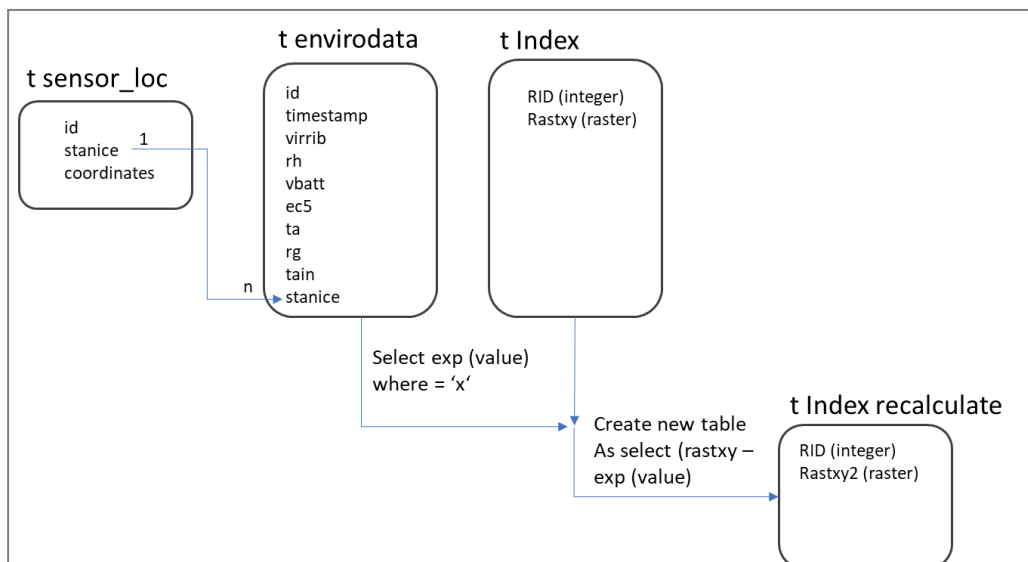 t sensor_loc
id
stanice
coordinates
1
n
t envirodata
id
timestamp
virrib
rh
vbatt
ec5
ta
rg
tain
stanice
t Index
RID (integer)
Rastxy (raster)
Select exp (value)
where = ‘x‘
Create new table
As select (rastxy –
exp (value)
t Index recalculate
RID (integer)
Rastxy2 (raster)